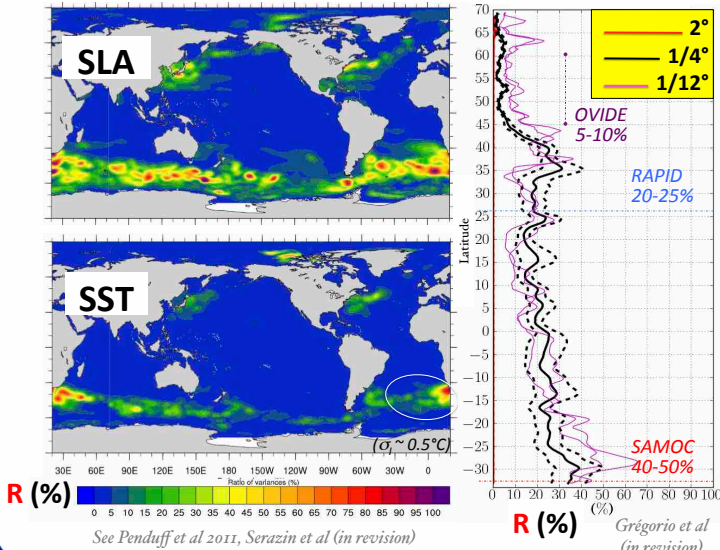 SLA
SST
(σI ~ 0.5°C)
30E 60E 90E 120E 150E 180 150W 120W 90W 60W 30W 0
Ratio of variances (%)
R (%)
0 5 10 15 20 25 30 35 40 45 50 55 60 65 70 75 80 85 90 95 100
See Penduff et al 2011, Serazin et al (in revision)
2°
1/4°
1/12°
OVIDE
5-10%
RAPID
20-25%
SAMOC
40-50%
Latitude
70
65
60
55
50
45
40
35
30
25
20
15
10
5
0
−5
−10
−15
−20
−25
−30
0 10 20 30 40 50 60 70 80 90 100
(%)
R (%)
Grégorio et al
(in revision)